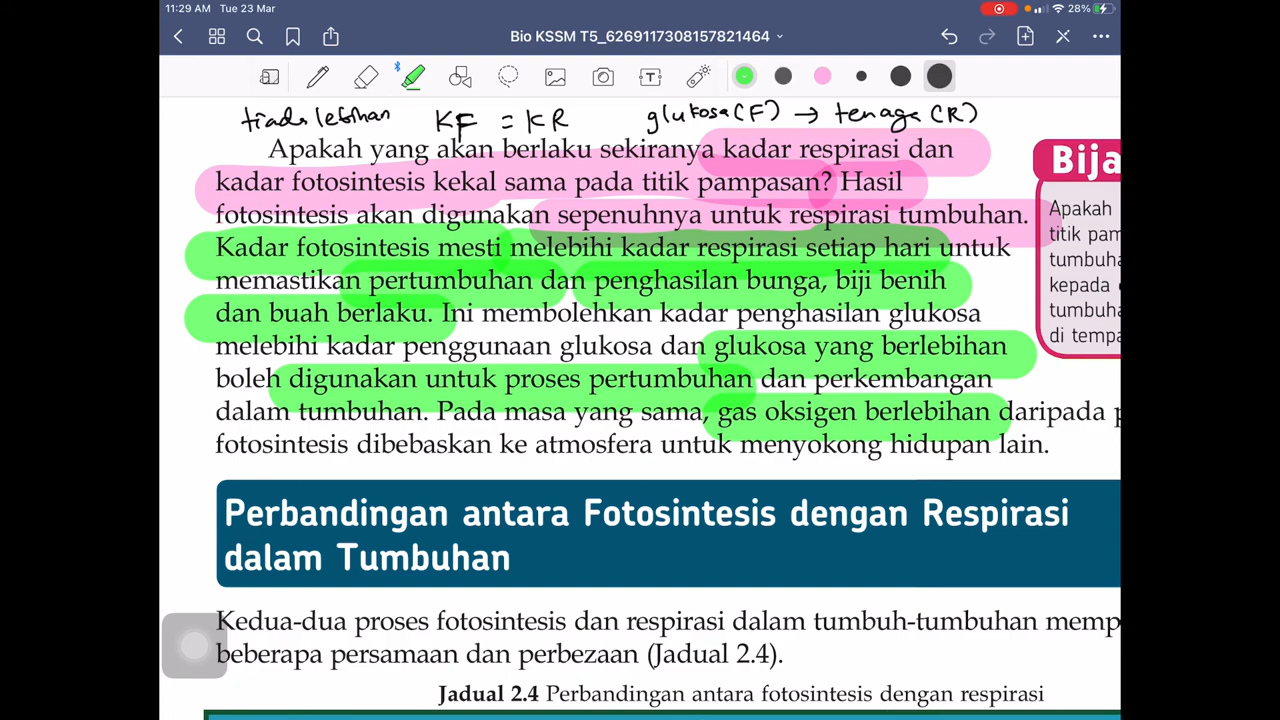 11:29 AM Tue 23 Mar
28%
Bio KSSM T5_6269117308157821464
tiada lebihan KF = KR glukosa (F) → tenaga (R)
Apakah yang akan berlaku sekiranya kadar respirasi dan
kadar fotosintesis kekal sama pada titik pampasan? Hasil
fotosintesis akan digunakan sepenuhnya untuk respirasi tumbuhan.
Kadar fotosintesis mesti melebihi kadar respirasi setiap hari untuk
memastikan pertumbuhan dan penghasilan bunga, biji benih
dan buah berlaku. Ini membolehkan kadar penghasilan glukosa
melebihi kadar penggunaan glukosa dan glukosa yang berlebihan
boleh digunakan untuk proses pertumbuhan dan perkembangan
dalam tumbuhan. Pada masa yang sama, gas oksigen berlebihan daripada p
fotosintesis dibebaskan ke atmosfera untuk menyokong hidupan lain.
Bija
Apakah
titik pam
tumbuha
kepada
tumbuha
di tempa
Perbandingan antara Fotosintesis dengan Respirasi
dalam Tumbuhan
Kedua-dua proses fotosintesis dan respirasi dalam tumbuh-tumbuhan memp
beberapa persamaan dan perbezaan (Jadual 2.4).
Jadual 2.4 Perbandingan antara fotosintesis dengan respirasi